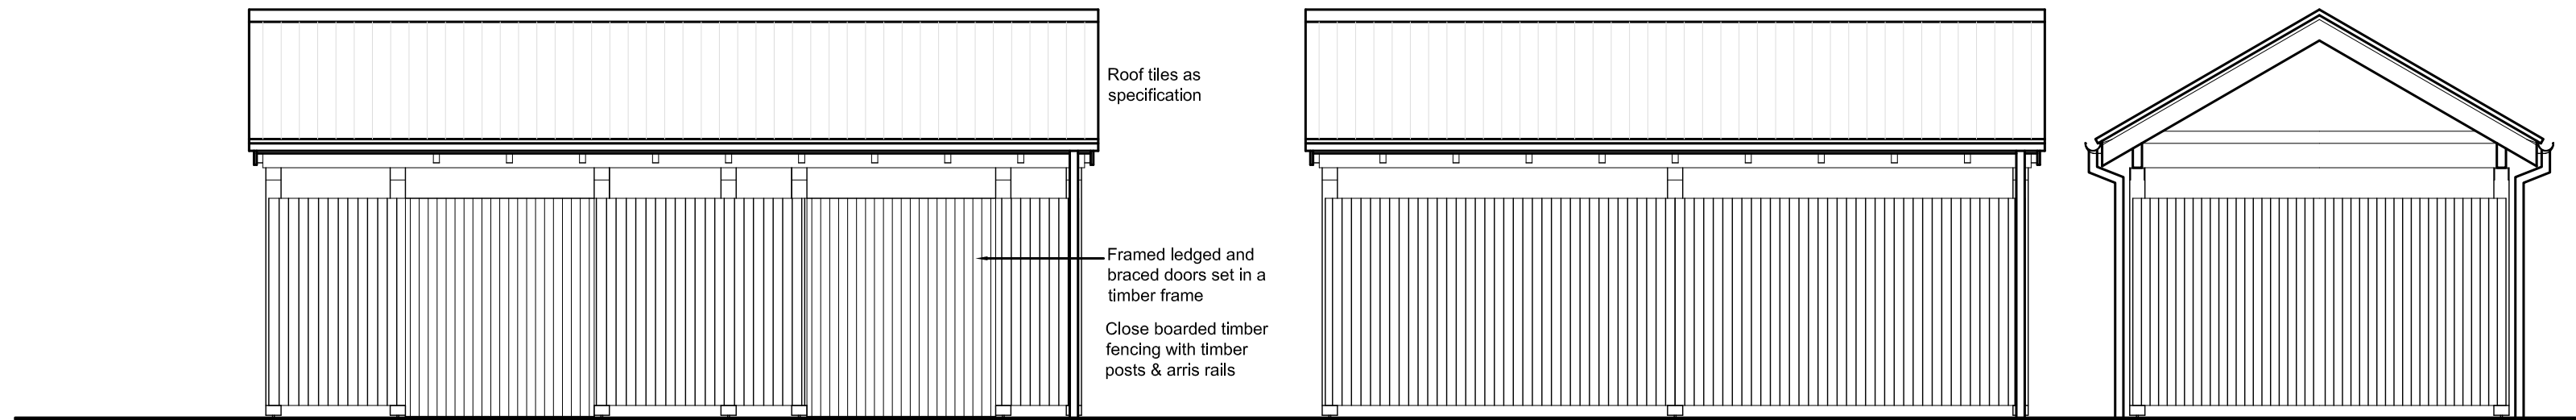 Roof tiles as
specification
Framed ledged and
braced doors set in a
timber frame
Close boarded timber
fencing with timber
posts & arris rails